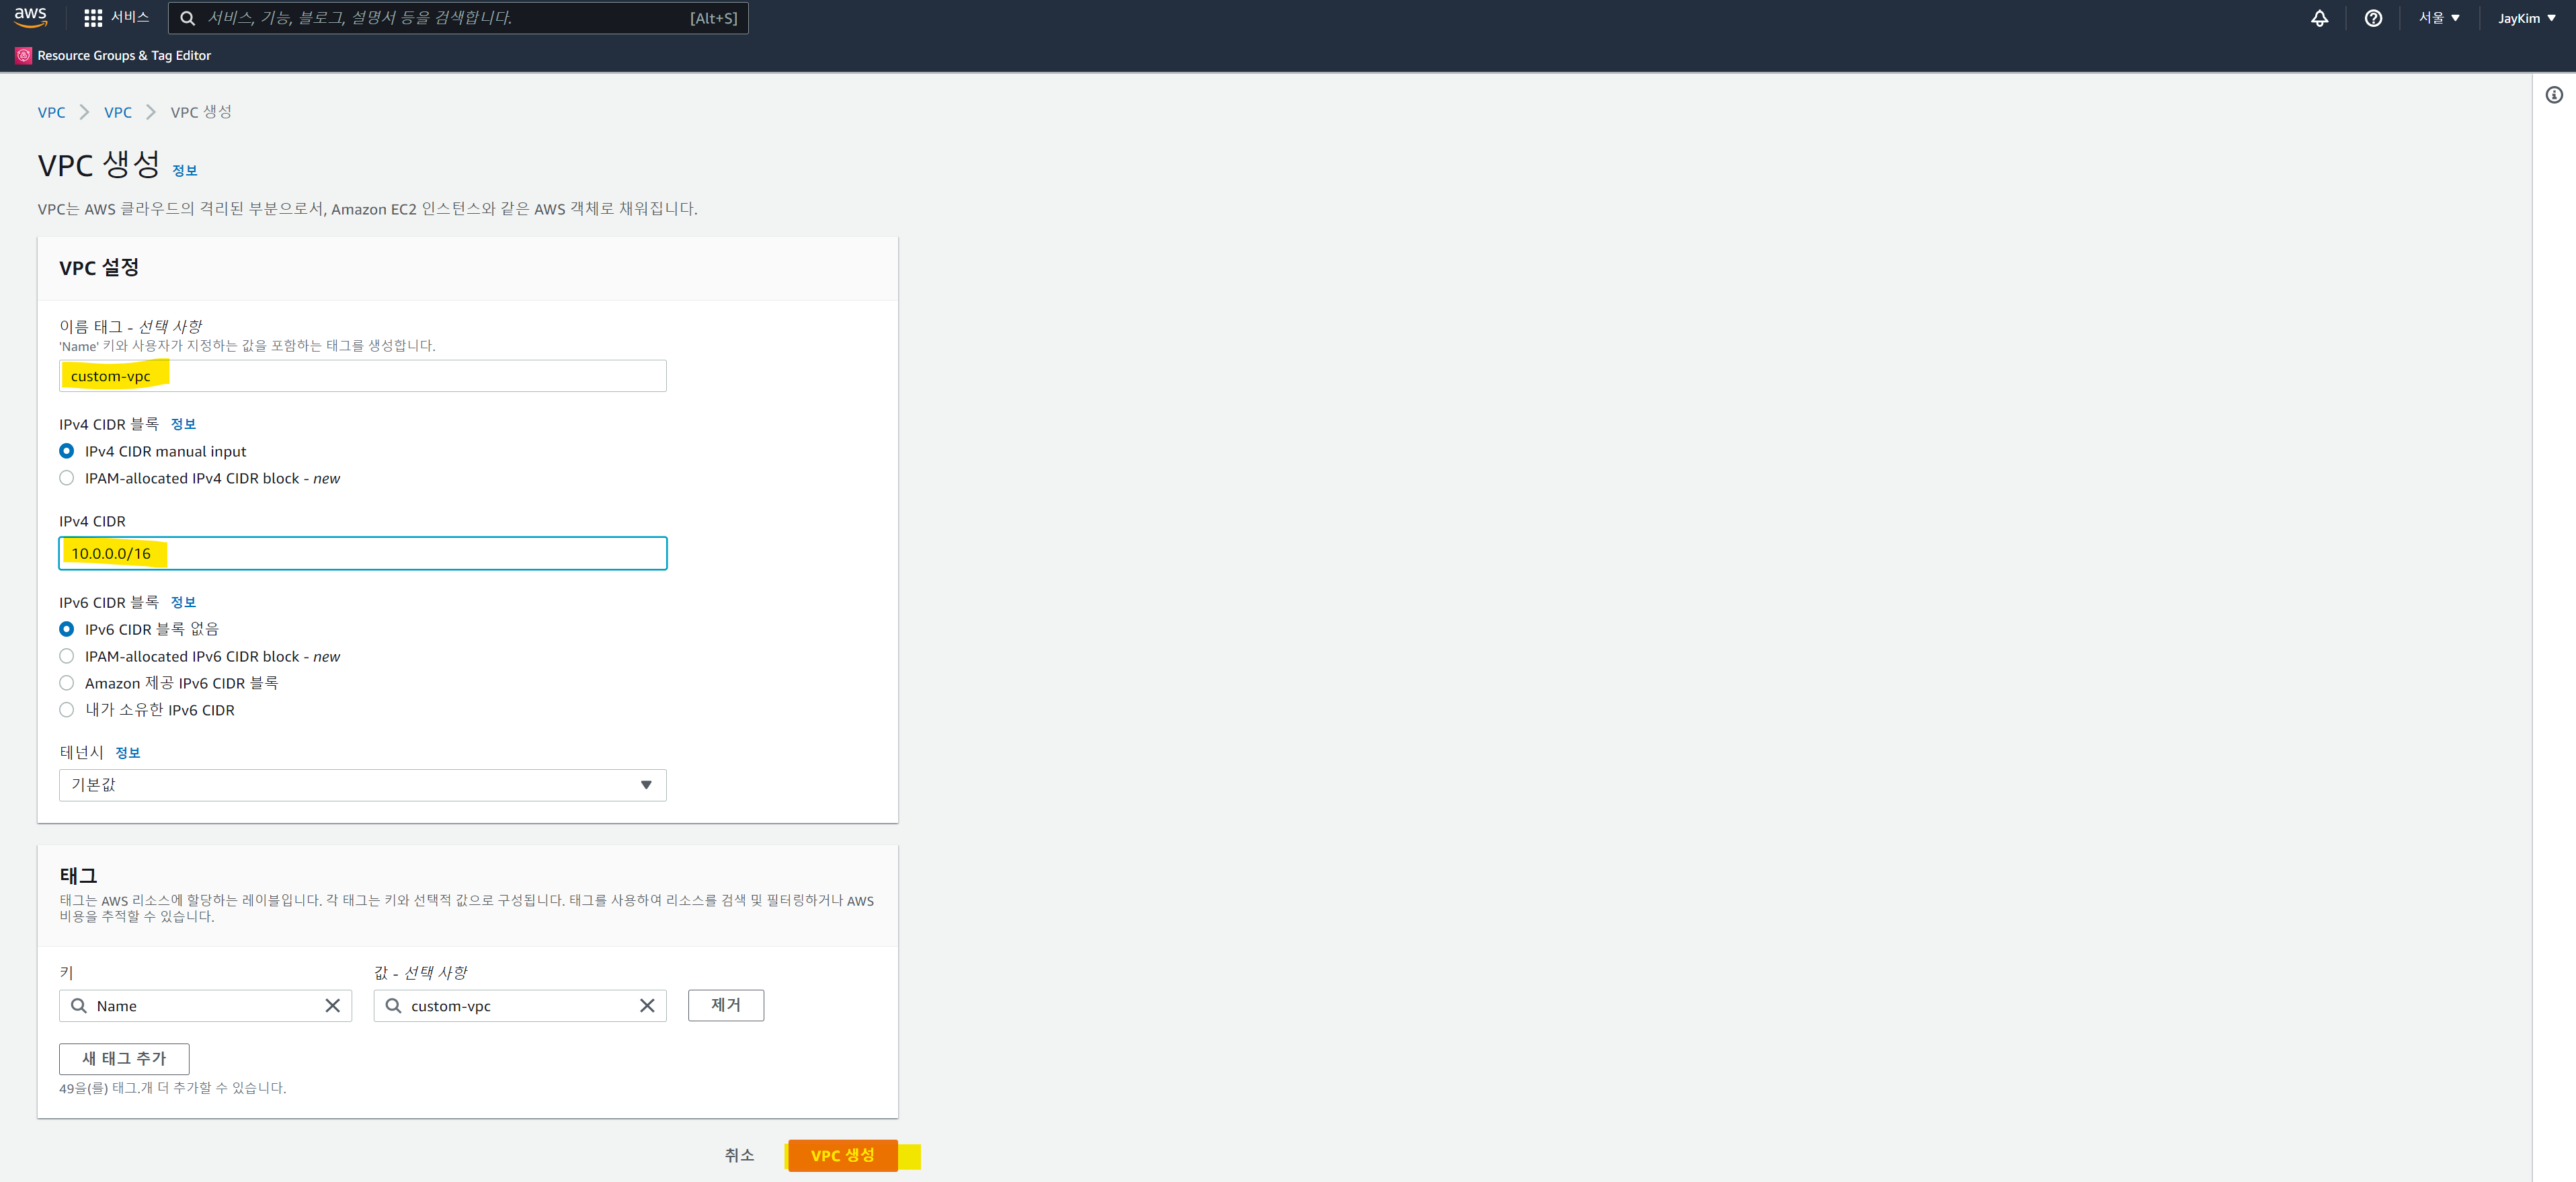 aws 서비스 서비스, 기능, 블로그, 설명서 등을 검색합니다. [Alt+S] 서울 ▼ JayKim ▼
Resource Groups & Tag Editor
VPC > VPC > VPC 생성
VPC 생성 정보
VPC는 AWS 클라우드의 격리된 부분으로서, Amazon EC2 인스턴스와 같은 AWS 객체로 채워집니다.
VPC 설정
이름 태그 - 선택 사항
'Name' 키와 사용자가 지정하는 값을 포함하는 태그를 생성합니다.
custom-vpc
IPv4 CIDR 블록 정보
IPv4 CIDR manual input
IPAM-allocated IPv4 CIDR block - new
IPv4 CIDR
10.0.0.0/16
IPv6 CIDR 블록 정보
IPv6 CIDR 블록 없음
IPAM-allocated IPv6 CIDR block - new
Amazon 제공 IPv6 CIDR 블록
내가 소유한 IPv6 CIDR
테넌시 정보
기본값
태그
태그는 AWS 리소스에 할당하는 레이블입니다. 각 태그는 키와 선택적 값으로 구성됩니다. 태그를 사용하여 리소스를 검색 및 필터링하거나 AWS
비용을 추적할 수 있습니다.
키 값 - 선택 사항
Name custom-vpc 제거
새 태그 추가
49을(를) 태그.개 더 추가할 수 있습니다.
취소 VPC 생성